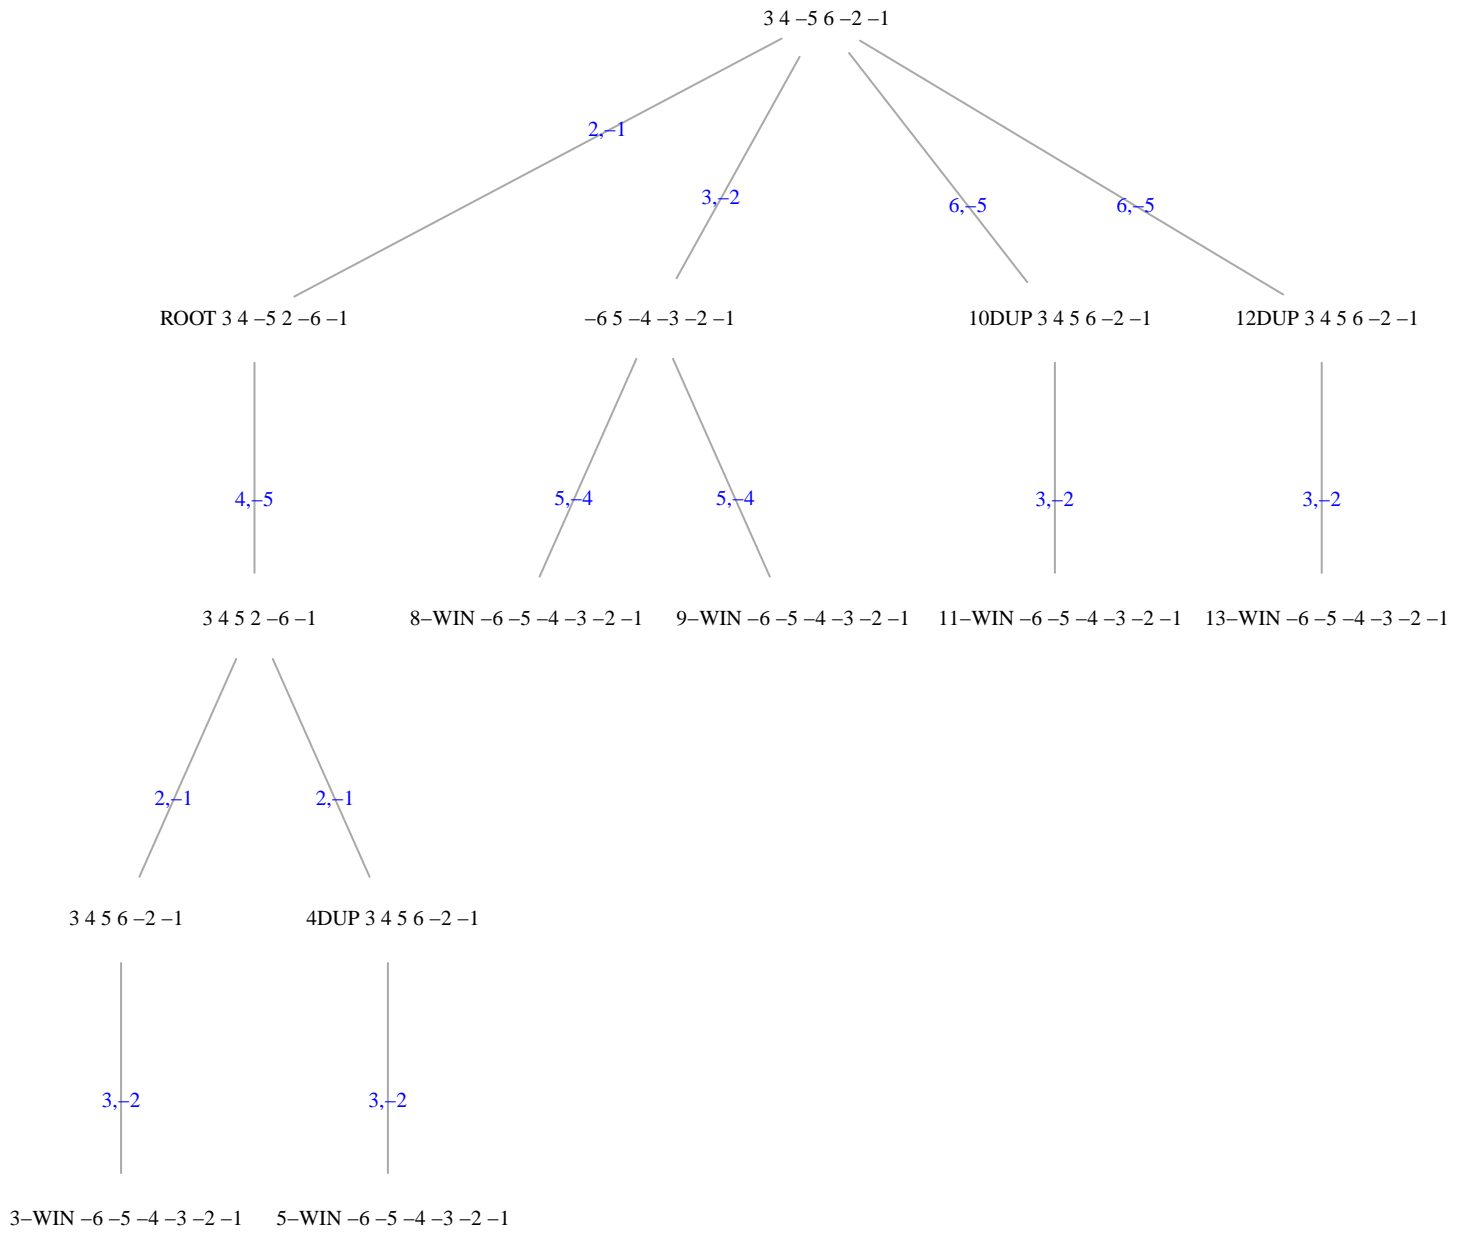 3 4 –5 6 –2 –1
2,–1
3,–2
6,–5
6,–5
ROOT 3 4 –5 2 –6 –1
–6 5 –4 –3 –2 –1
10DUP 3 4 5 6 –2 –1
12DUP 3 4 5 6 –2 –1
4,–5
5,–4
5,–4
3,–2
3,–2
3 4 5 2 –6 –1
8–WIN –6 –5 –4 –3 –2 –1
9–WIN –6 –5 –4 –3 –2 –1
11–WIN –6 –5 –4 –3 –2 –1
13–WIN –6 –5 –4 –3 –2 –1
2,–1
2,–1
3 4 5 6 –2 –1
4DUP 3 4 5 6 –2 –1
3,–2
3,–2
3–WIN –6 –5 –4 –3 –2 –1
5–WIN –6 –5 –4 –3 –2 –1